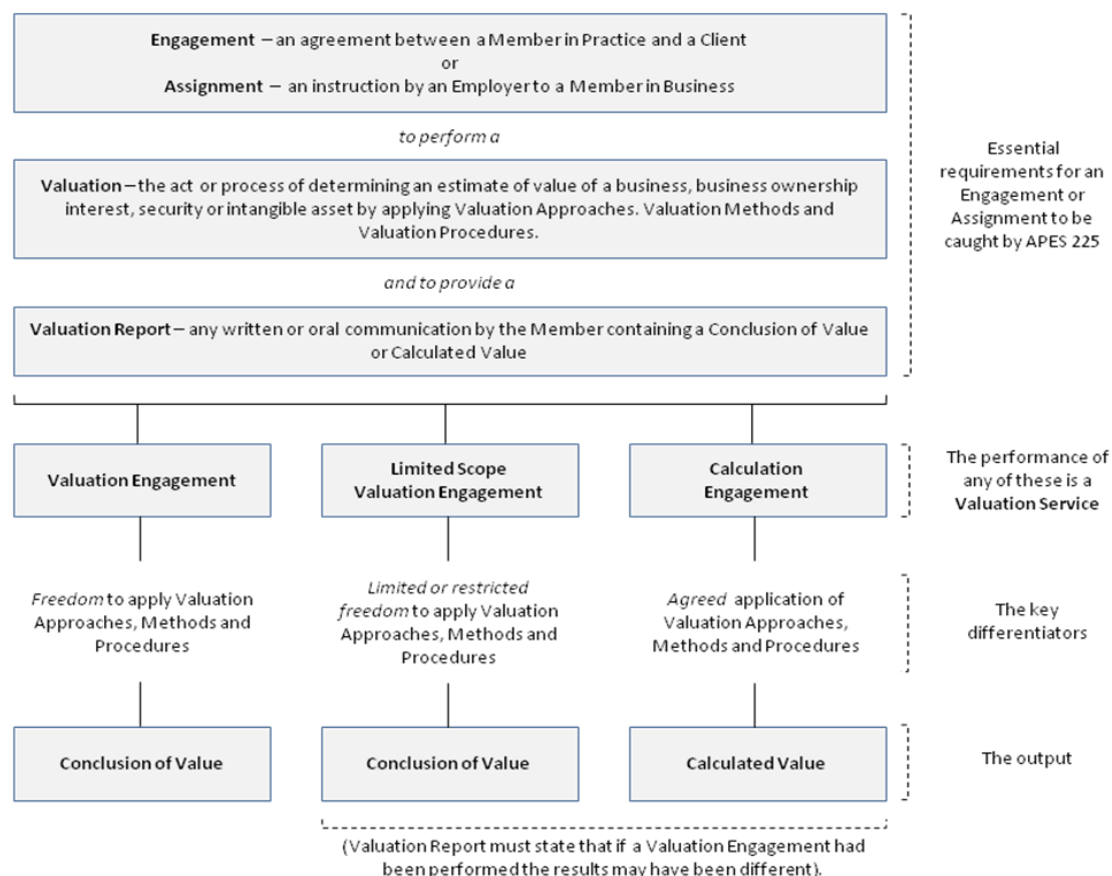 Engagement – an agreement between a Member in Practice and a Client
or
Assignment – an instruction by an Employer to a Member in Business
to perform a
Valuation – the act or process of determining an estimate of value of a business, business ownership
interest, security or intangible asset by applying Valuation Approaches. Valuation Methods and
Valuation Procedures.
and to provide a
Valuation Report – any written or oral communication by the Member containing a Conclusion of Value
or Calculated Value
Essential
requirements for an
Engagement or
Assignment to be
caught by APES 225
Valuation Engagement
Limited Scope
Valuation Engagement
Calculation
Engagement
The performance of
any of these is a
Valuation Service
Freedom to apply Valuation
Approaches, Methods and
Procedures
Limited or restricted
freedom to apply Valuation
Approaches, Methods and
Procedures
Agreed application of
Valuation Approaches,
Methods and Procedures
The key
differentiators
Conclusion of Value
Conclusion of Value
Calculated Value
The output
(Valuation Report must state that if a Valuation Engagement had
been performed the results may have been different).